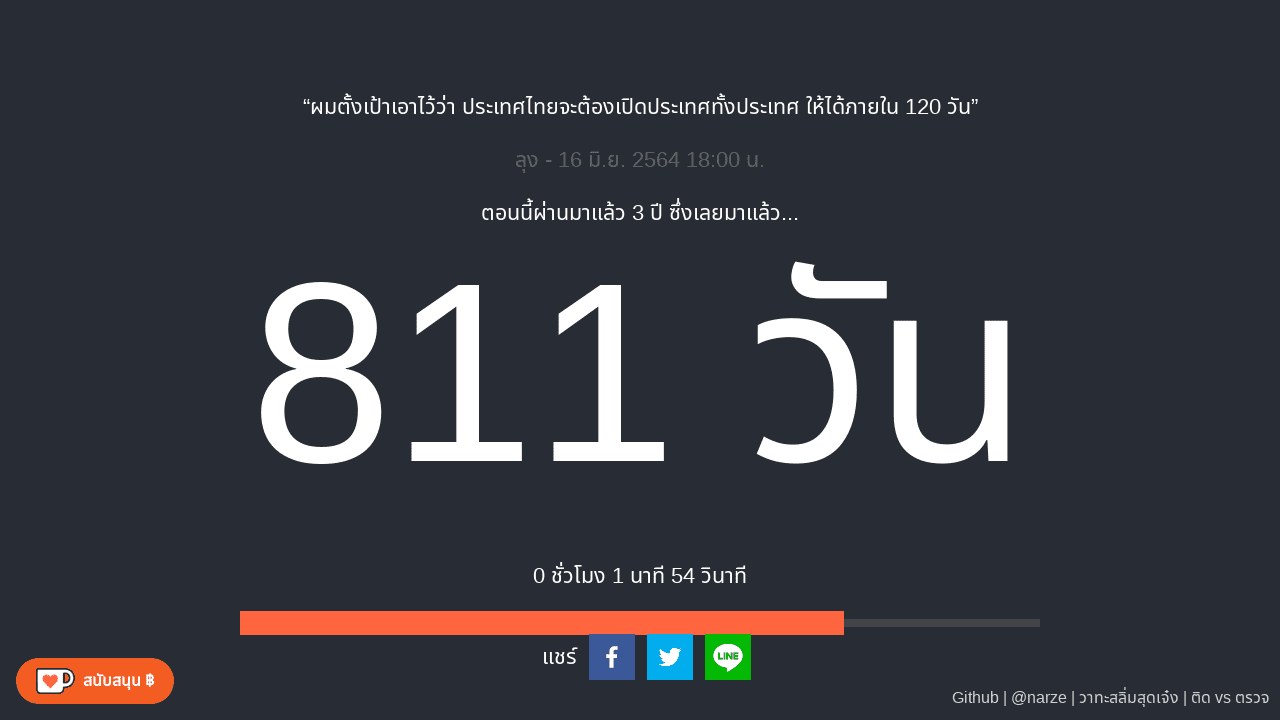 “ผมตั้งเป้าเอาไว้ว่า ประเทศไทยจะต้องเปิดประเทศทั้งประเทศ ให้ได้ภายใน 120 วัน”
ลุง - 16 มิ.ย. 2564 18:00 น.
ตอนนี้ผ่านมาแล้ว 3 ปี ซึ่งเลยมาแล้ว...
811 วัน
0 ชั่วโมง 1 นาที 54 วินาที
แชร์
LINE
สนับสนุน ฿
Github | @narze | วาทะสลิ่มสุดเจ๋ง | ติด vs ตรวจ